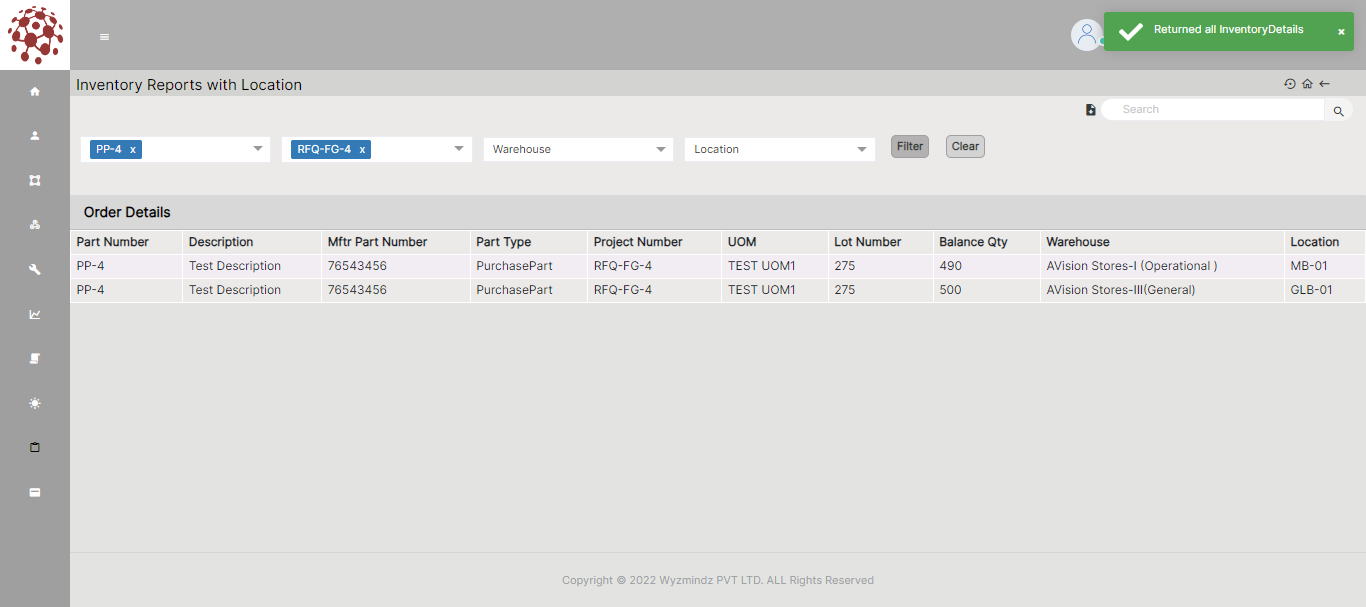 Returned all InventoryDetails ×
Inventory Reports with Location
Search
PP-4 x RFQ-FG-4 x Warehouse Location Filter Clear
Order Details
Part Number Description Mftr Part Number Part Type Project Number UOM Lot Number Balance Qty Warehouse Location
PP-4 Test Description 76543456 PurchasePart RFQ-FG-4 TEST UOM1 275 490 AVision Stores-I (Operational ) MB-01
PP-4 Test Description 76543456 PurchasePart RFQ-FG-4 TEST UOM1 275 500 AVision Stores-III(General) GLB-01
Copyright © 2022 Wyzmindz PVT LTD. ALL Rights Reserved